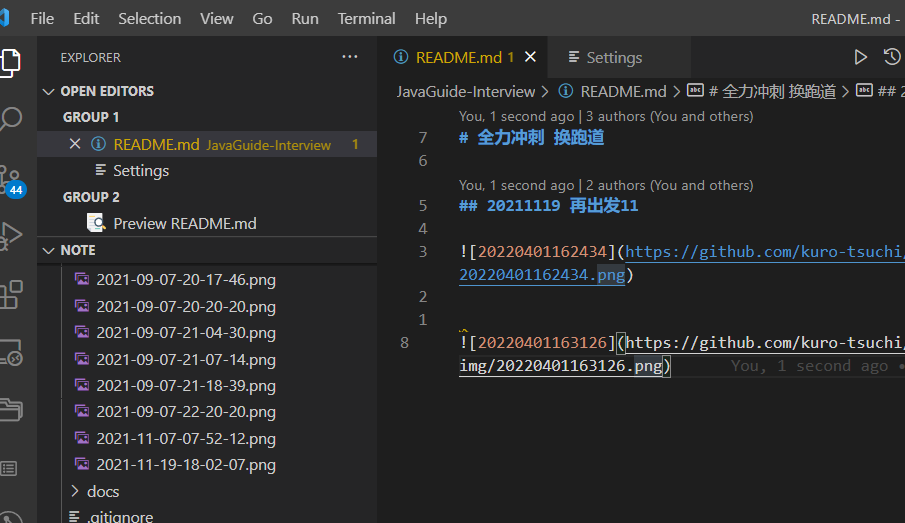 File Edit Selection View Go Run Terminal Help README.md -
EXPLORER ···
OPEN EDITORS
GROUP 1
README.md JavaGuide-Interview 1
Settings
GROUP 2
Preview README.md
NOTE
2021-09-07-20-17-46.png
2021-09-07-20-20-20.png
2021-09-07-21-04-30.png
2021-09-07-21-07-14.png
2021-09-07-21-18-39.png
2021-09-07-22-20-20.png
2021-11-07-07-52-12.png
2021-11-19-18-02-07.png
docs
.gitignore
44
README.md 1 Settings
JavaGuide-Interview > README.md > # 全力冲刺 换跑道 > ## 2
You, 1 second ago | 3 authors (You and others)
7 # 全力冲刺 换跑道
6
You, 1 second ago | 2 authors (You and others)
5 ## 20211119 再出发11
4
3 ![20220401162434](https://github.com/kuro-tsuchi/
20220401162434.png)
2
1
8 ![20220401163126](https://github.com/kuro-tsuchi/
img/20220401163126.png) You, 1 second ago •